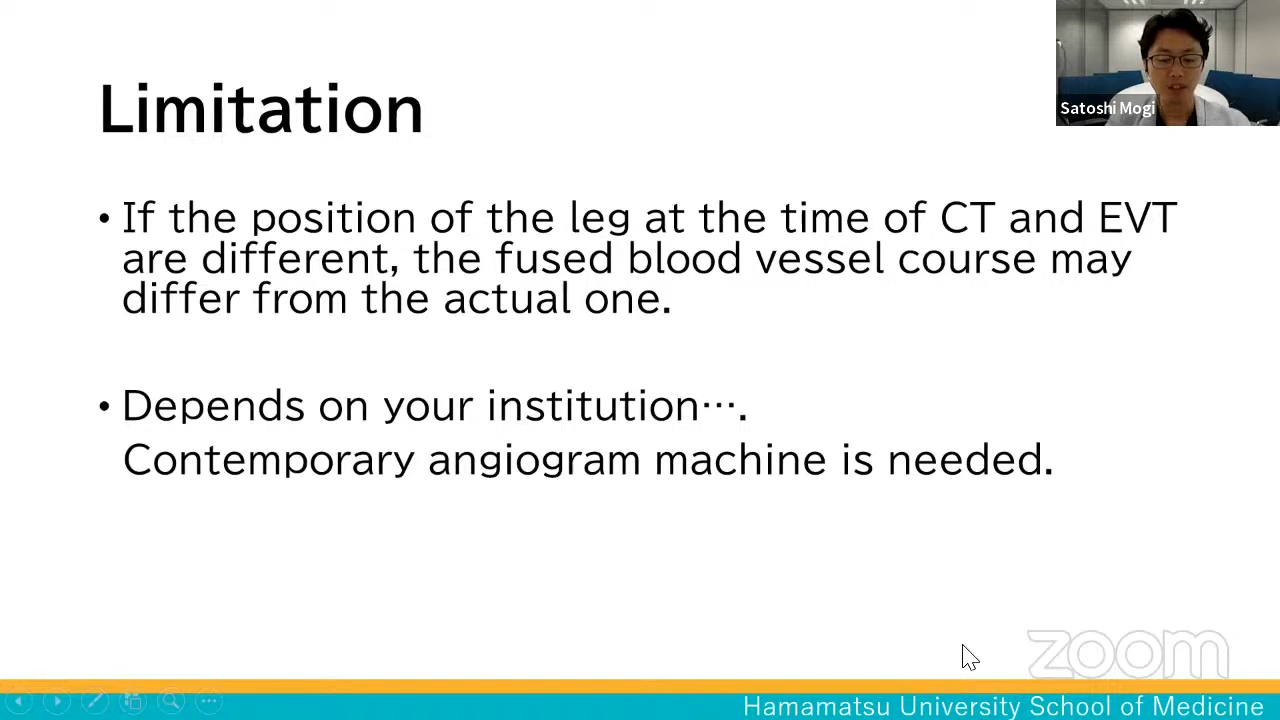 Limitation
Satoshi Mogi
• If the position of the leg at the time of CT and EVT
are different, the fused blood vessel course may
differ from the actual one.
• Depends on your institution….
Contemporary angiogram machine is needed.
zoom
Hamamatsu University School of Medicine